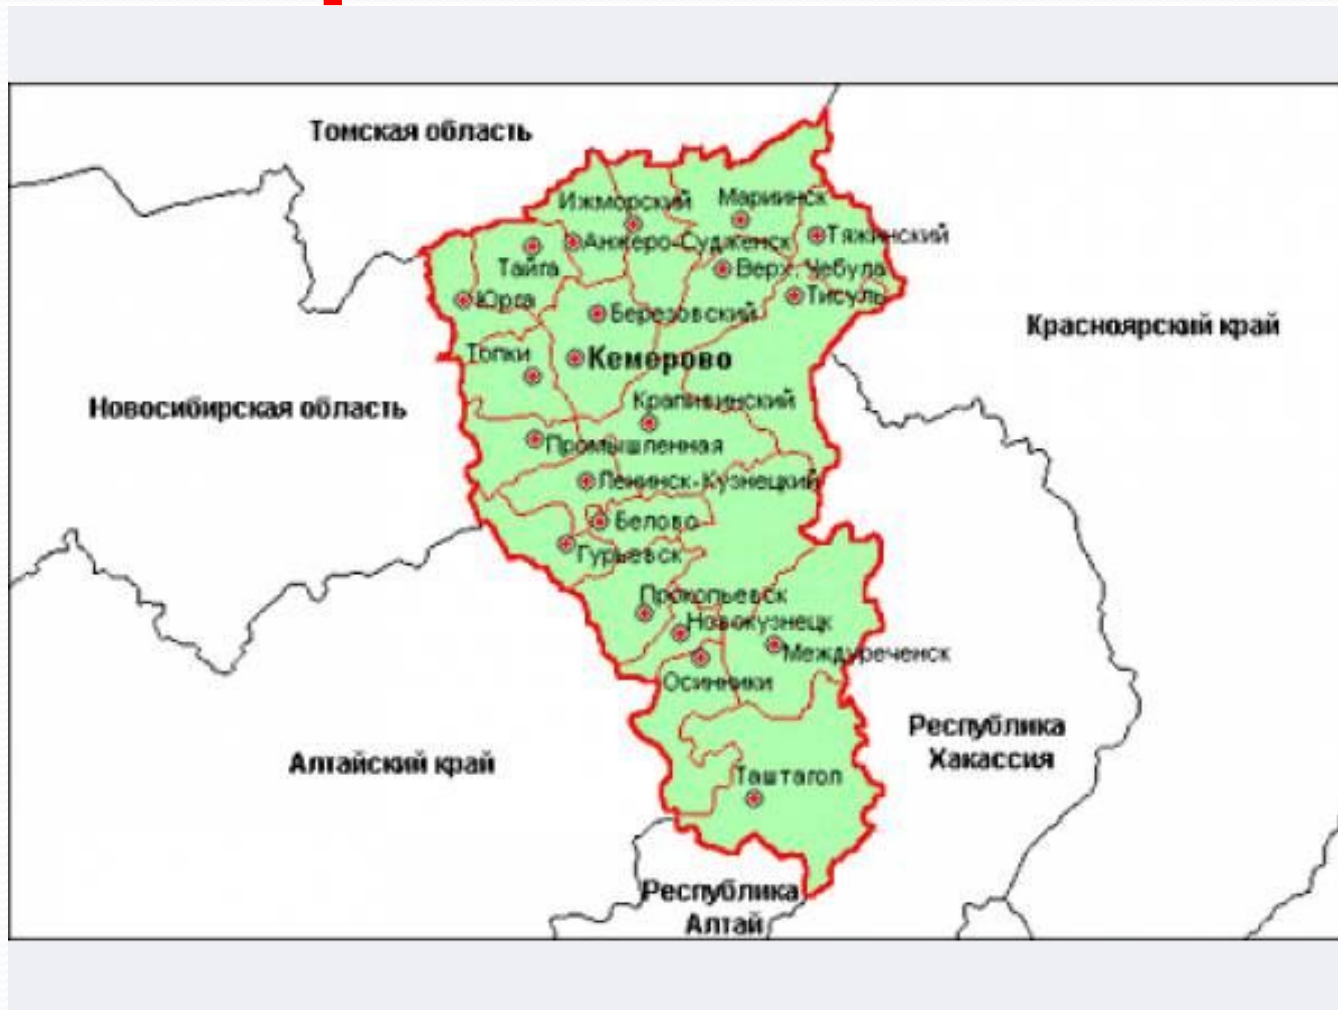 Томская область
Ижморский
Мариинск
Анжеро-Судженск
Тяжинский
Тайга
Верх. Чебула
Юрга
Тисуль
Березовский
Красноярский край
Топки
Кемерово
Крапивинский
Новосибирская область
Промышленная
Ленинск-Кузнецкий
Белово
Гурьевск
Прокопьевск
Новокузнецк
Междуреченск
Осинники
Республика
Хакассия
Алтайский край
Таштагол
Республика
Алтай